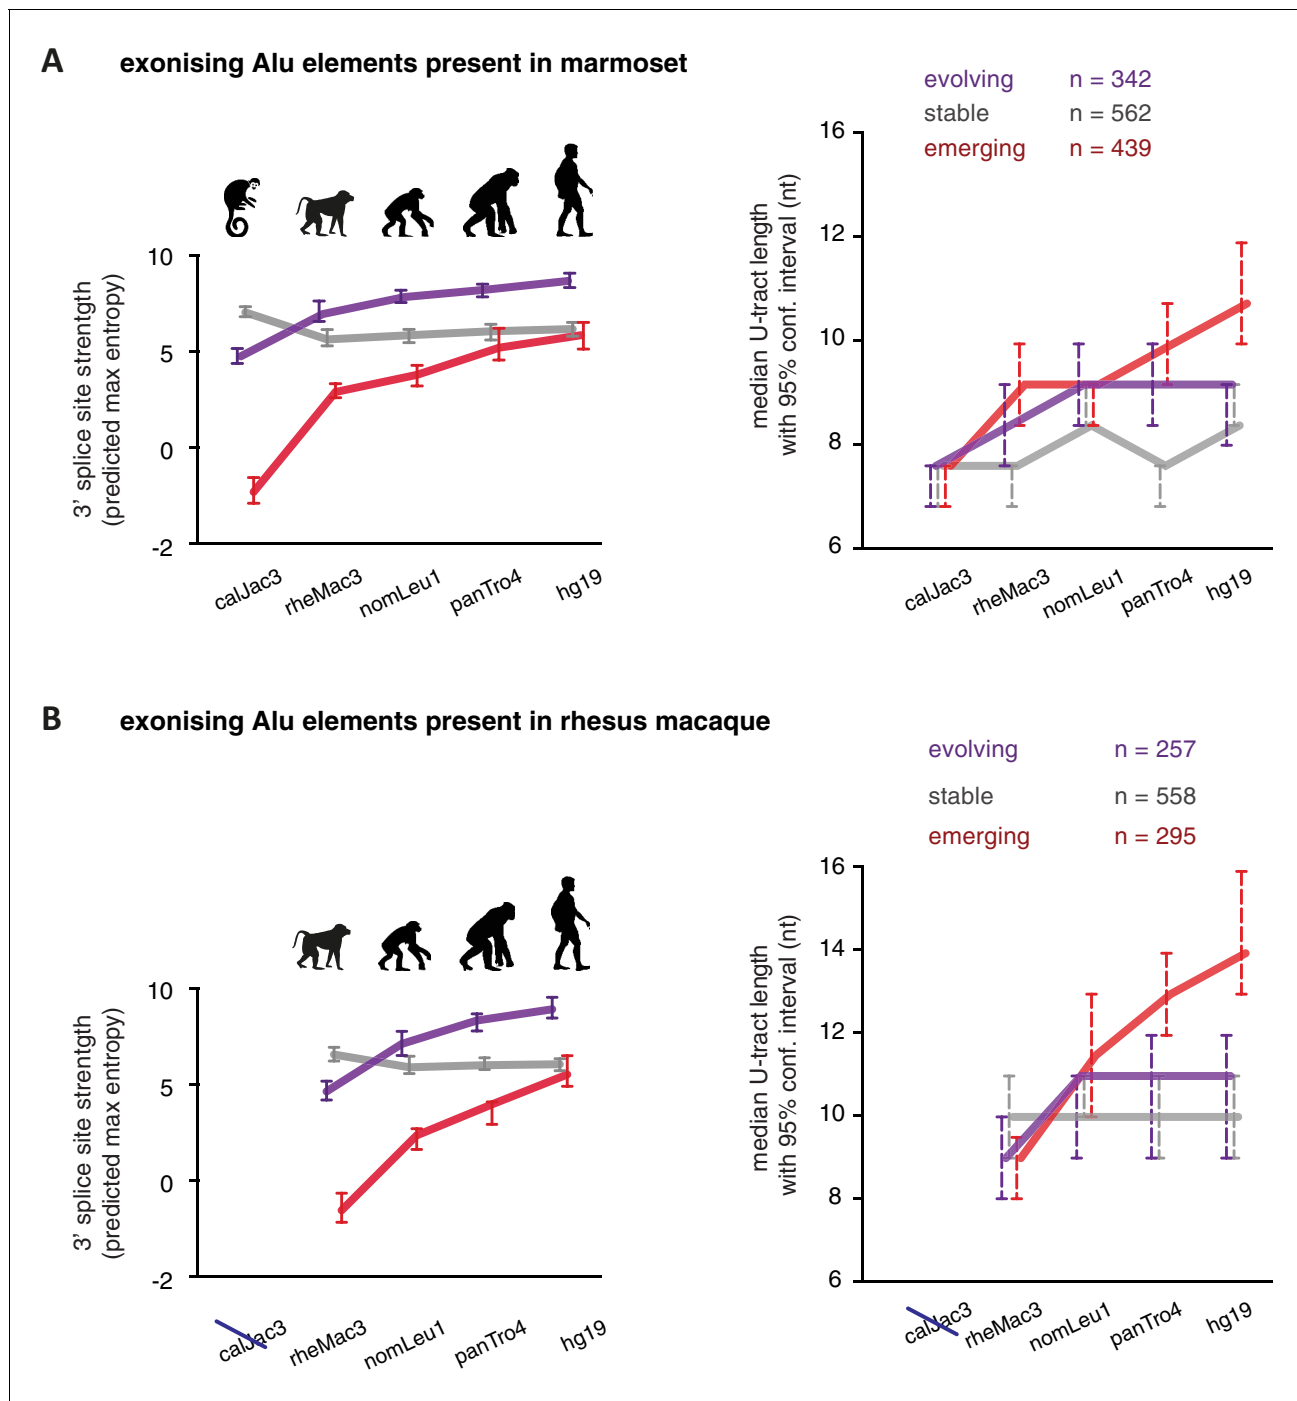 A exonising Alu elements present in marmoset
evolving n = 342
stable n = 562
emerging n = 439
3' splice site strentgth
(predicted max entropy)
10
5
0
-2
calJac3 rheMac3 nomLeu1 panTro4 hg19
median U-tract length
with 95% conf. interval (nt)
16
12
10
8
6
calJac3 rheMac3 nomLeu1 panTro4 hg19
B exonising Alu elements present in rhesus macaque
evolving n = 257
stable n = 558
emerging n = 295
3' splice site strentgth
(predicted max entropy)
10
5
0
-2
calJac3 rheMac3 nomLeu1 panTro4 hg19
median U-tract length
with 95% conf. interval (nt)
16
14
12
10
8
6
calJac3 rheMac3 nomLeu1 panTro4 hg19